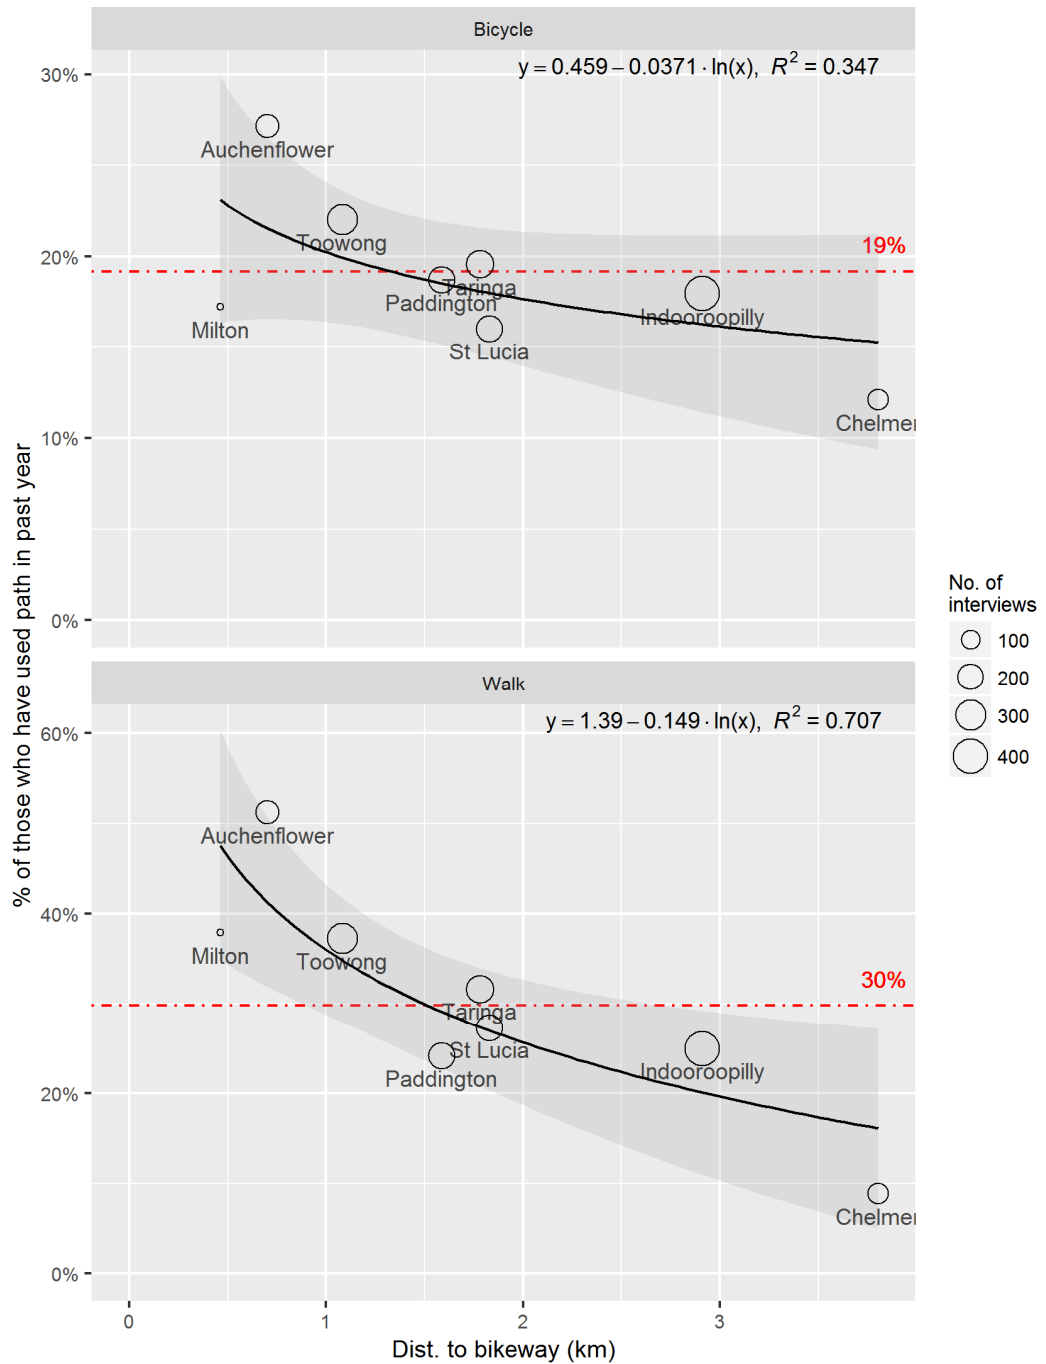 Bicycle
y = 0.459 − 0.0371 · ln(x), R² = 0.347
30%
Auchenflower
Toowong
19%
20%
Taringa
Paddington
Indooroopilly
Milton
St Lucia
Chelmer
10%
0%
% of those who have used path in past year
No. of
interviews
100
200
300
400
Walk
y = 1.39 − 0.149 · ln(x), R² = 0.707
60%
Auchenflower
40%
Milton
Toowong
30%
Taringa
St Lucia
Paddington
Indooroopilly
20%
Chelmer
0%
0 1 2 3
Dist. to bikeway (km)